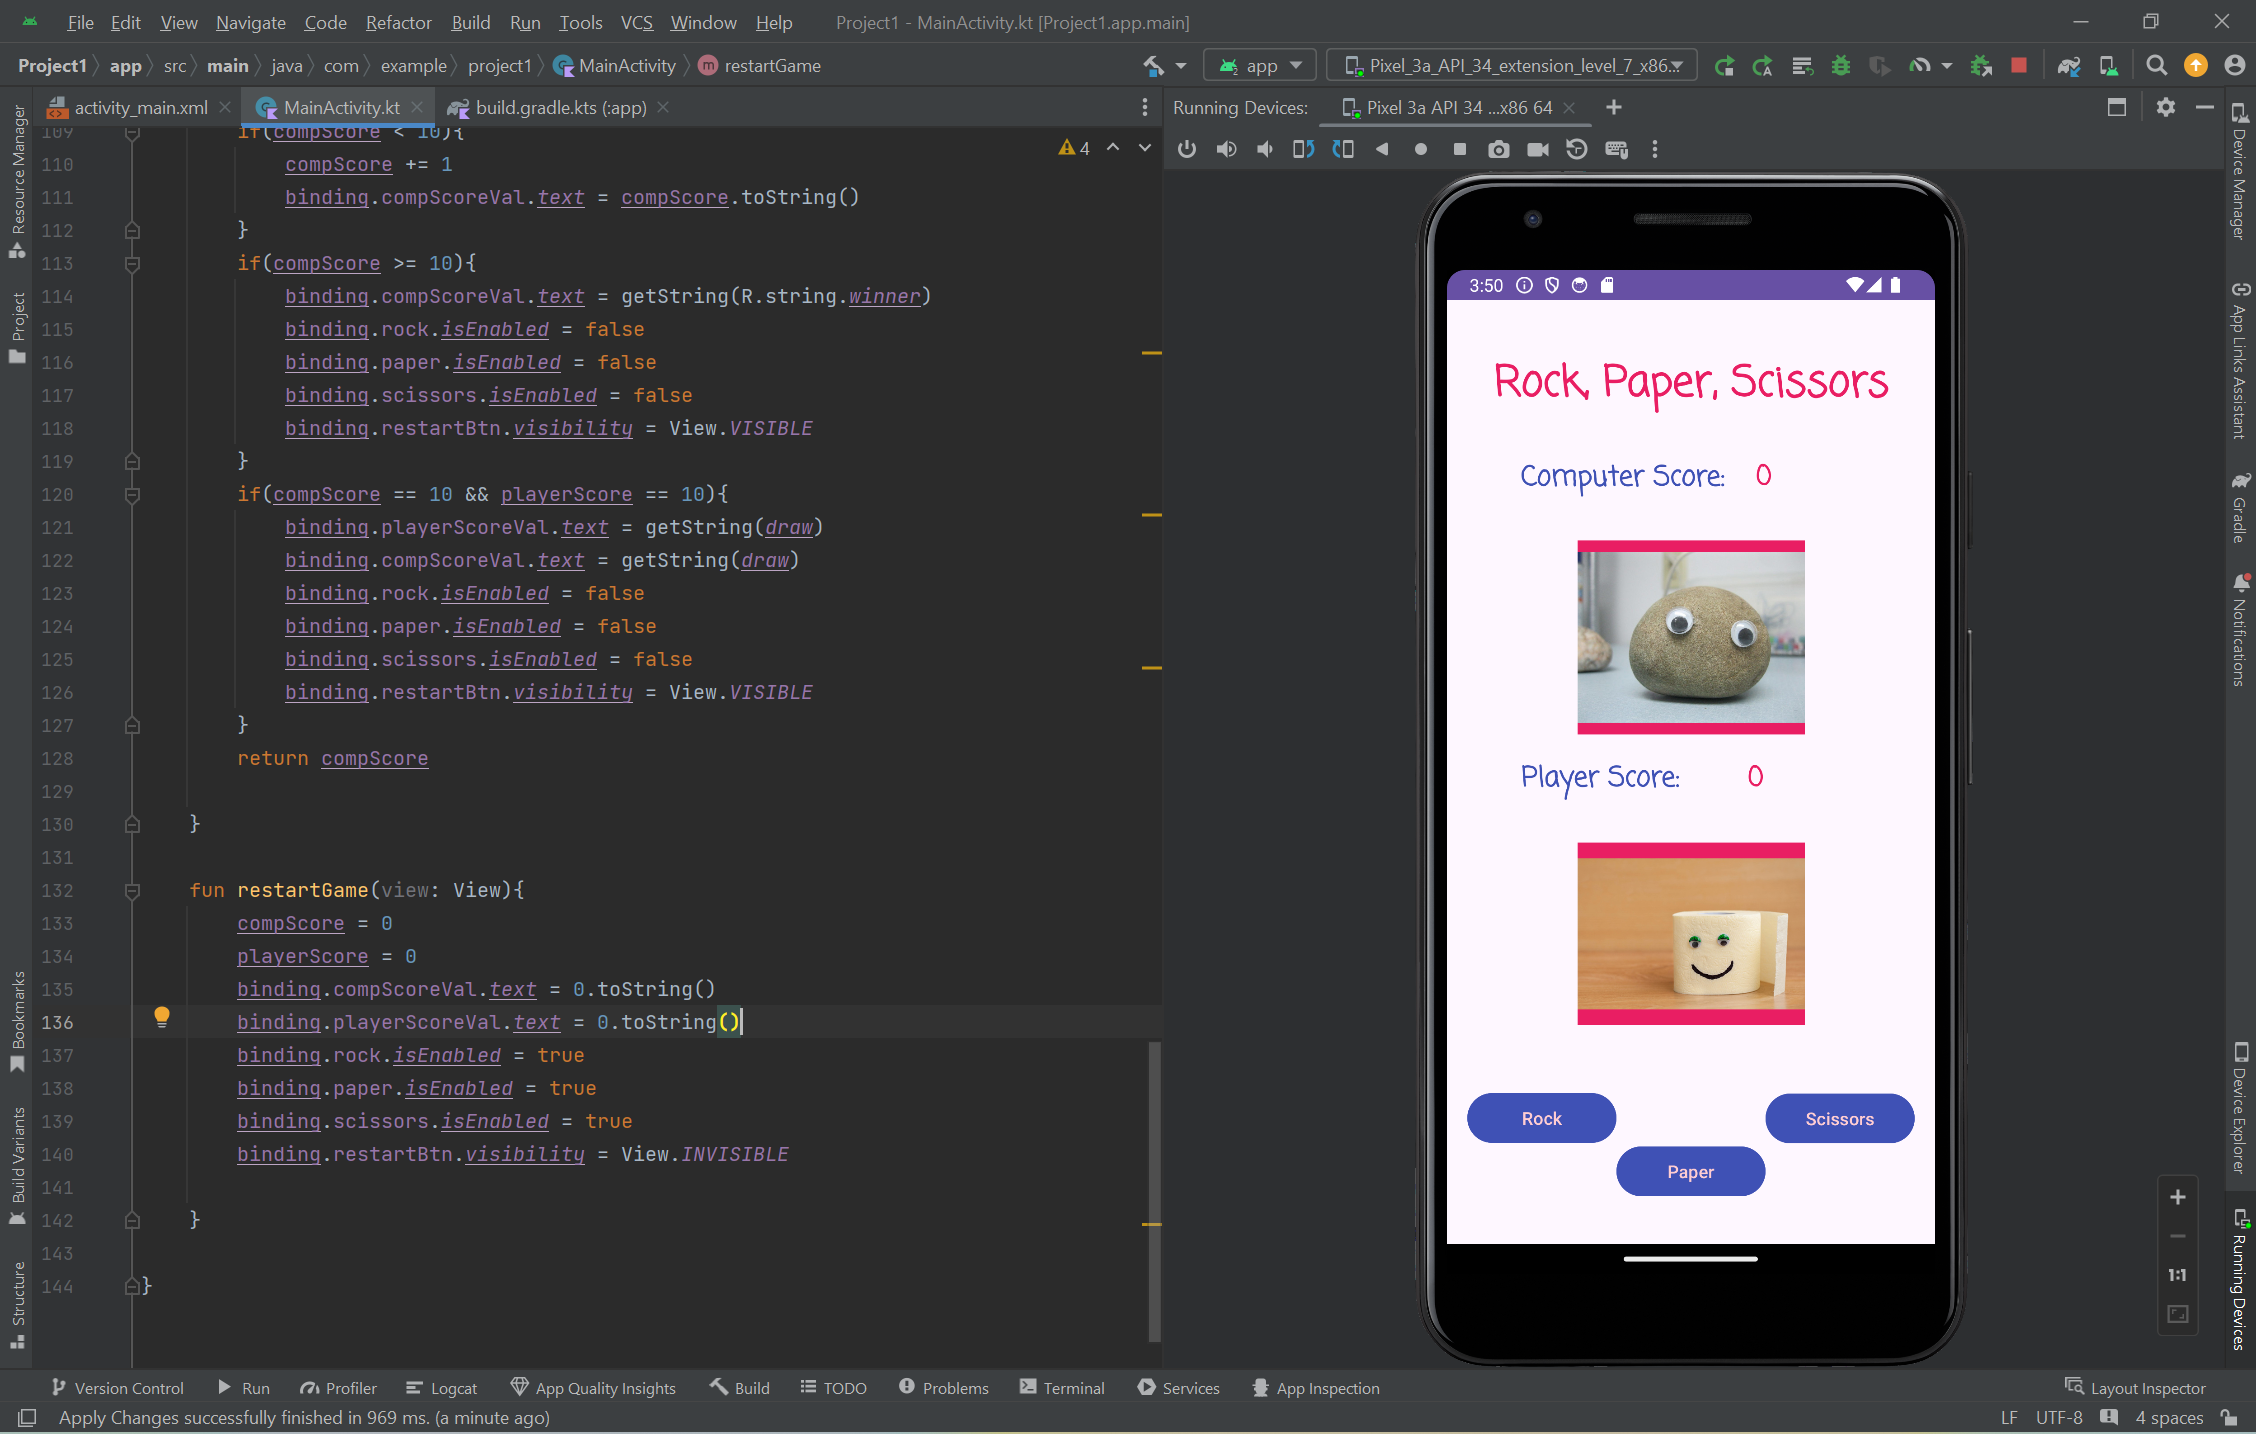 File Edit View Navigate Code Refactor Build Run Tools VCS Window Help Project1 - MainActivity.kt [Project1.app.main]
Project1 app src main java com example project1 MainActivity m restartGame app Pixel_3a_API_34_extension_level_7_x86...
activity_main.xml MainActivity.kt build.gradle.kts (:app) Running Devices: Pixel 3a API 34 ...x86 64
4
109 if(compScore < 10){
110 compScore += 1
111 binding.compScoreVal.text = compScore.toString()
112 }
113 if(compScore >= 10){
114 binding.compScoreVal.text = getString(R.string.winner)
115 binding.rock.isEnabled = false
116 binding.paper.isEnabled = false
117 binding.scissors.isEnabled = false
118 binding.restartBtn.visibility = View.VISIBLE
119 }
120 if(compScore == 10 && playerScore == 10){
121 binding.playerScoreVal.text = getString(draw)
122 binding.compScoreVal.text = getString(draw)
123 binding.rock.isEnabled = false
124 binding.paper.isEnabled = false
125 binding.scissors.isEnabled = false
126 binding.restartBtn.visibility = View.VISIBLE
127 }
128 return compScore
129
130 }
131
132 fun restartGame(view: View){
133 compScore = 0
134 playerScore = 0
135 binding.compScoreVal.text = 0.toString()
136 binding.playerScoreVal.text = 0.toString()
137 binding.rock.isEnabled = true
138 binding.paper.isEnabled = true
139 binding.scissors.isEnabled = true
140 binding.restartBtn.visibility = View.INVISIBLE
141
142 }
143
144 }
3:50
Rock, Paper, Scissors
Computer Score: 0
Player Score: 0
Rock
Scissors
Paper
1:1
Resource Manager
Project
Bookmarks
Build Variants
Structure
Device Manager
App Links Assistant
Gradle
Notifications
Device Explorer
Running Devices
Version Control Run Profiler Logcat App Quality Insights Build TODO Problems Terminal Services App Inspection Layout Inspector
Apply Changes successfully finished in 969 ms. (a minute ago) LF UTF-8 4 spaces